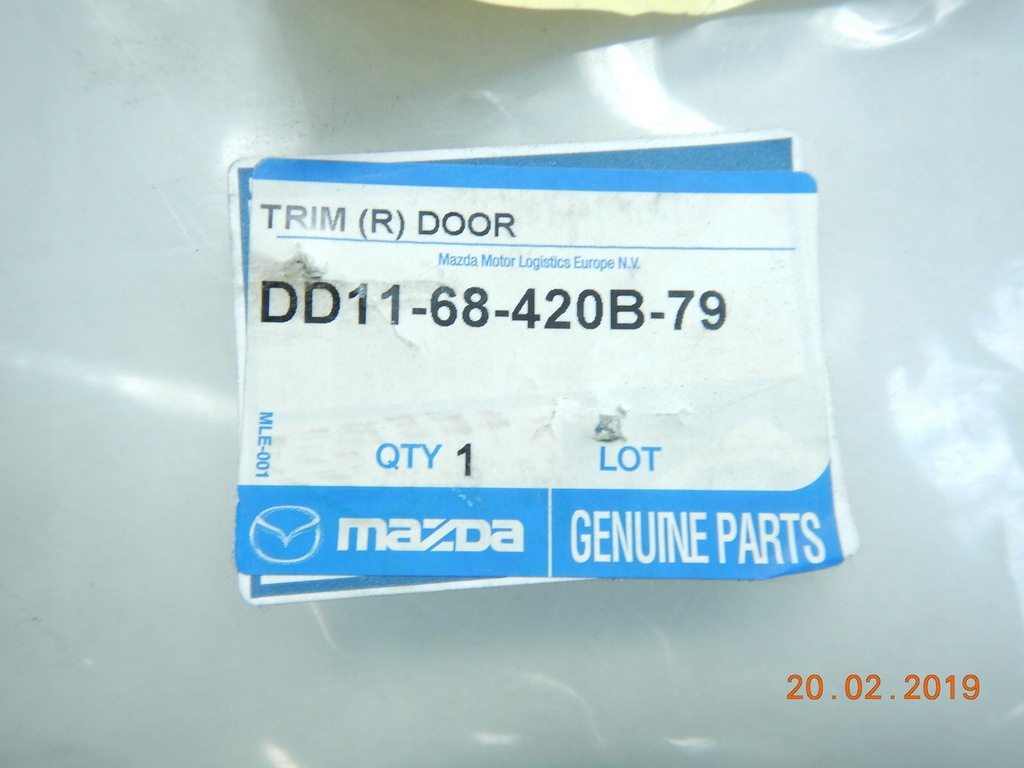 TRIM (R) DOOR
Mazda Motor Logistics Europe N.V.
DD11-68-420B-79
MLE-001
QTY 1 LOT
mazda GENUINE PARTS
20.02.2019